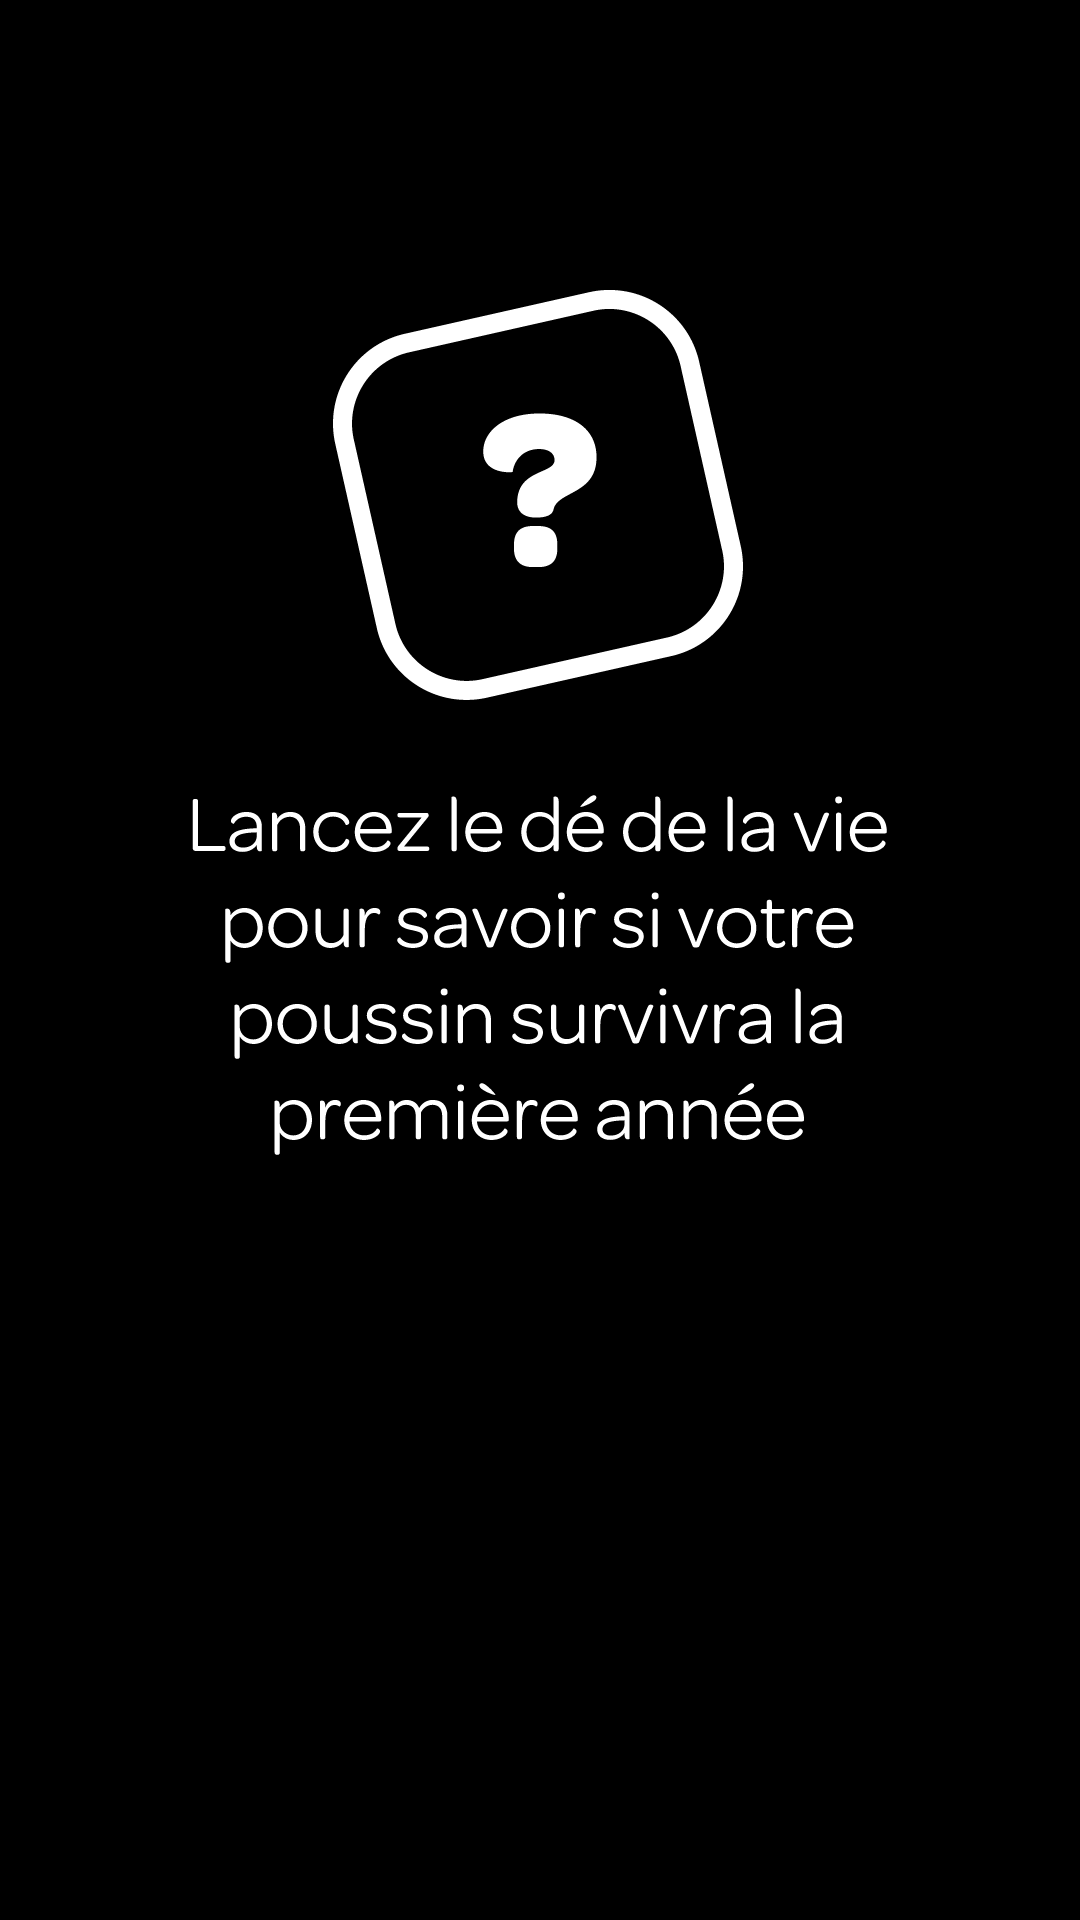 ?
Lancez le dé de la vie
pour savoir si votre
poussin survivra la
première année